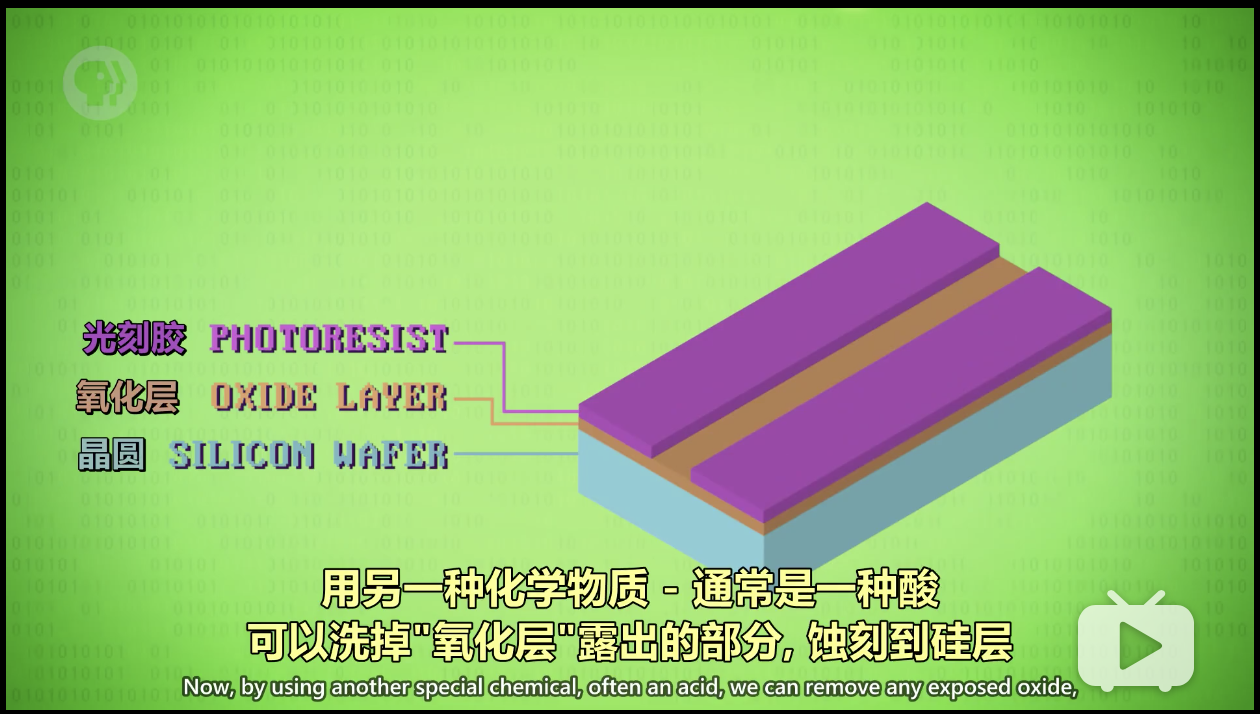 光刻胶 PHOTORESIST
氧化层 OXIDE LAYER
晶圆 SILICON WAFER
用另一种化学物质 - 通常是一种酸
可以洗掉"氧化层"露出的部分, 蚀刻到硅层
Now, by using another special chemical, often an acid, we can remove any exposed oxide,